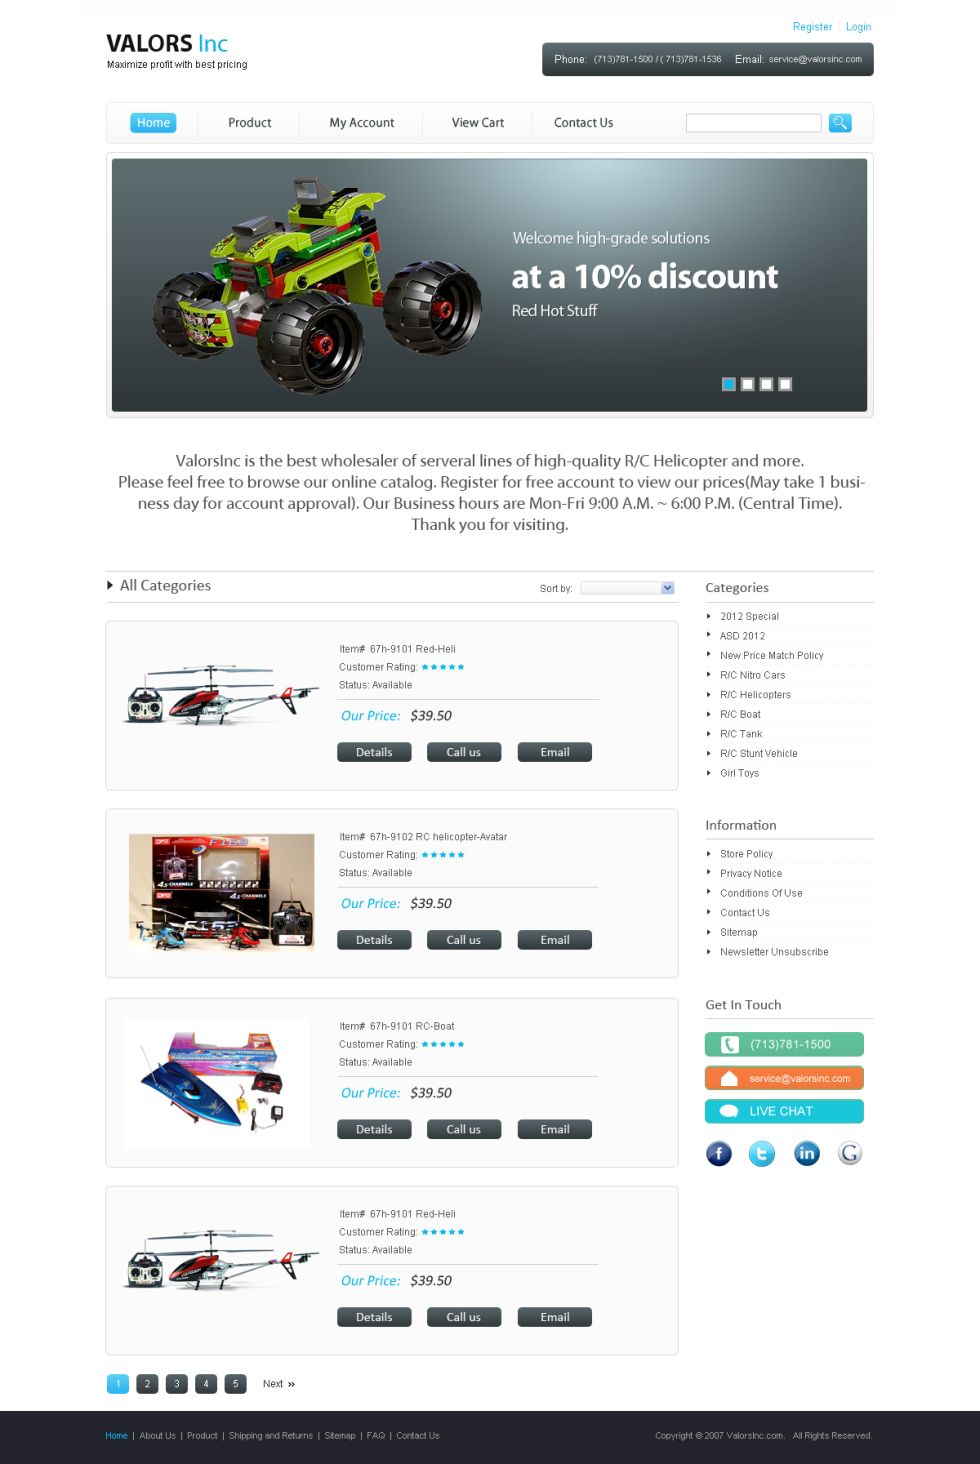 Register | Login
VALORS Inc
Maximize profit with best pricing
Phone: (713)781-1500 / ( 713)781-1536 Email: service@valorsinc.com
Home Product My Account View Cart Contact Us
Welcome high-grade solutions
at a 10% discount
Red Hot Stuff
ValorsInc is the best wholesaler of serveral lines of high-quality R/C Helicopter and more.
Please feel free to browse our online catalog. Register for free account to view our prices(May take 1 busi-
ness day for account approval). Our Business hours are Mon-Fri 9:00 A.M. ~ 6:00 P.M. (Central Time).
Thank you for visiting.
All Categories
Sort by:
Item# 67h-9101 Red-Heli
Customer Rating:
Status: Available
Our Price: $39.50
Details Call us Email
4.5-CHANNELS
4.5-CHANNELS
Item# 67h-9102 RC helicopter-Avatar
Customer Rating:
Status: Available
Our Price: $39.50
Details Call us Email
BOAT
Item# 67h-9101 RC-Boat
Customer Rating:
Status: Available
Our Price: $39.50
Details Call us Email
Item# 67h-9101 Red-Heli
Customer Rating:
Status: Available
Our Price: $39.50
Details Call us Email
1 2 3 4 5 Next »
Categories
2012 Special
ASD 2012
New Price Match Policy
R/C Nitro Cars
R/C Helicopters
R/C Boat
R/C Tank
R/C Stunt Vehicle
Girl Toys
Information
Store Policy
Privacy Notice
Conditions Of Use
Contact Us
Sitemap
Newsletter Unsubscribe
Get In Touch
(713)781-1500
service@valorsinc.com
LIVE CHAT
f t in G
Home | About Us | Product | Shipping and Returns | Sitemap | FAQ | Contact Us
Copyright © 2007 ValorsInc.com. All Rights Reserved.